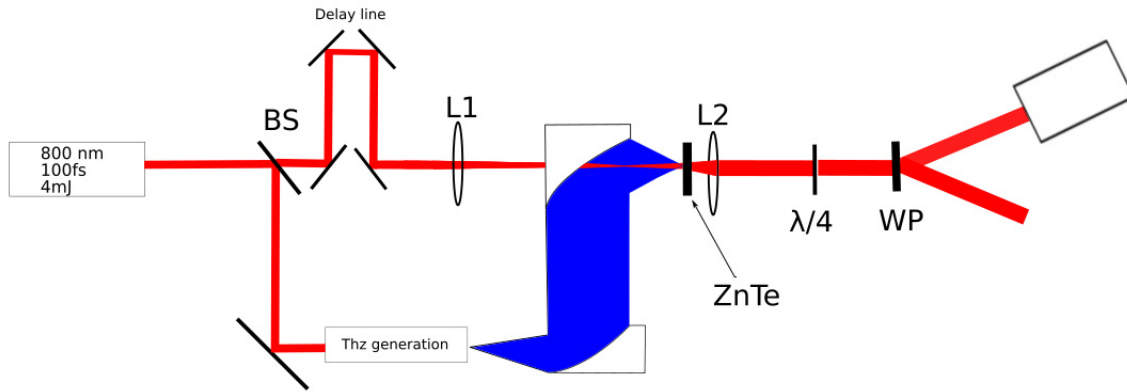 Delay line
BS
L1
L2
800 nm
100fs
4mJ
λ/4
WP
ZnTe
Thz generation